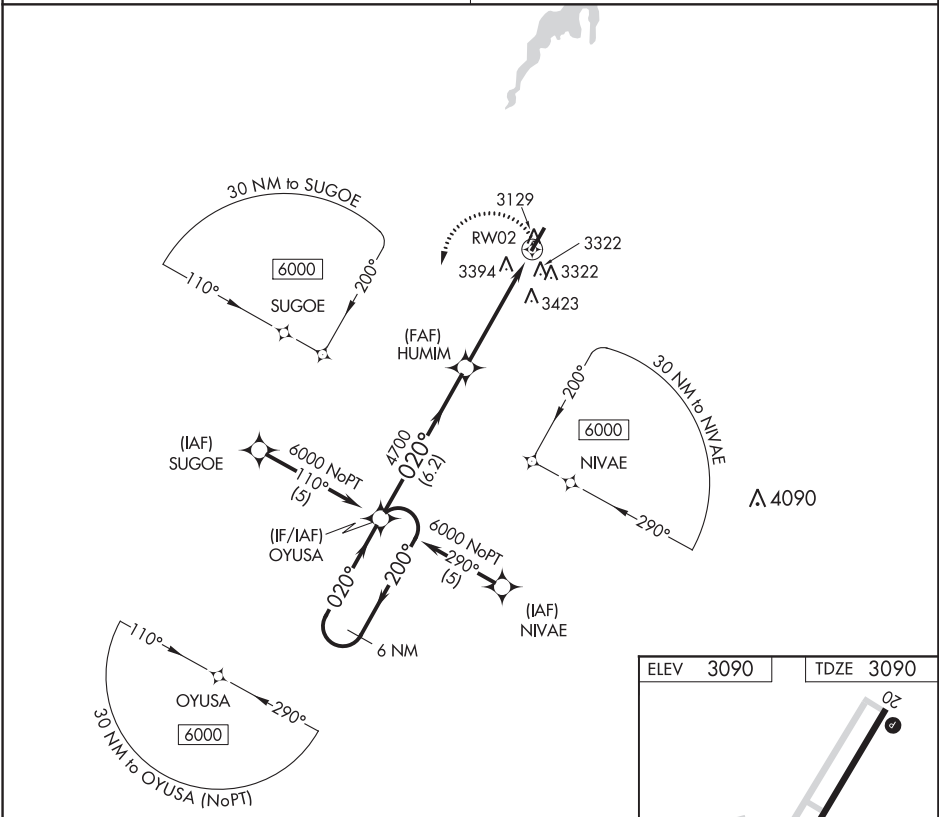 30 NM to SUGOE
6000
110°
200°
SUGOE
3129
RW02
3322
3394
3322
3423
(FAF)
HUMIM
30 NM to NIVAE
200°
6000
NIVAE
290°
4090
(IAF)
SUGOE
6000 NoPT
110°
(5)
4700
020°
(6.2)
(IF/IAF)
OYUSA
6000 NoPT
290°
(5)
020°
200°
(IAF)
NIVAE
6 NM
110°
OYUSA
290°
6000
30 NM to OYUSA (NoPT)
ELEV 3090
TDZE 3090
20
P